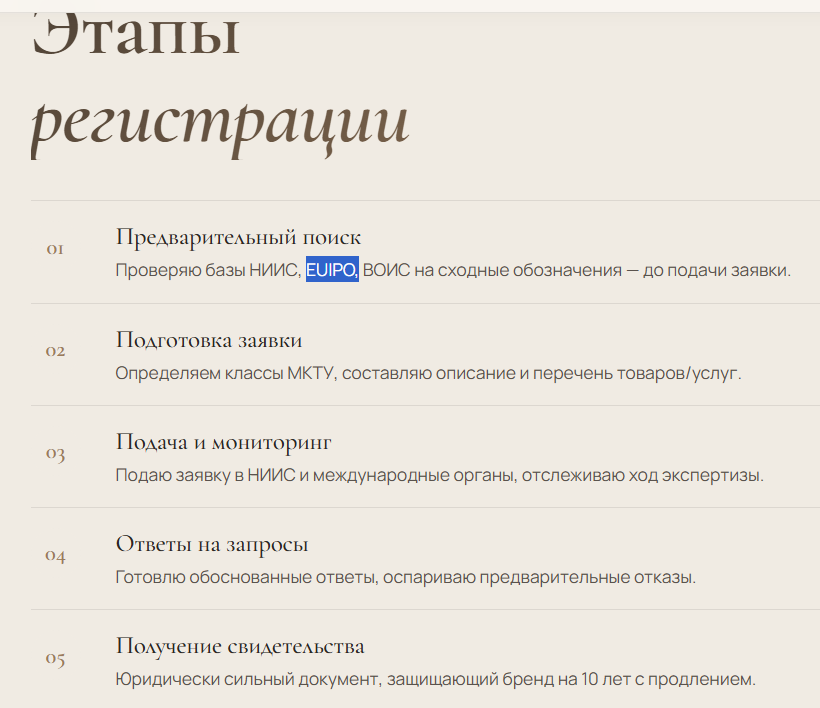 Этапы
регистрации
01
Предварительный поиск
Проверяю базы НИИС, EUIPO, ВОИС на сходные обозначения — до подачи заявки.
02
Подготовка заявки
Определяем классы МКТУ, составляю описание и перечень товаров/услуг.
03
Подача и мониторинг
Подаю заявку в НИИС и международные органы, отслеживаю ход экспертизы.
04
Ответы на запросы
Готовлю обоснованные ответы, оспариваю предварительные отказы.
05
Получение свидетельства
Юридически сильный документ, защищающий бренд на 10 лет с продлением.